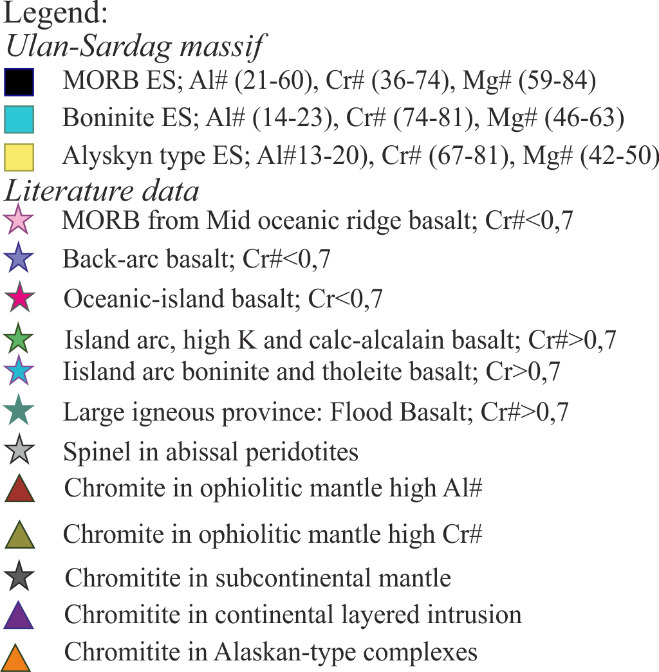 Legend:
Ulan-Sardag massif
MORB ES; Al# (21-60), Cr# (36-74), Mg# (59-84)
Boninite ES; Al# (14-23), Cr# (74-81), Mg# (46-63)
Alyskyn type ES; Al#13-20), Cr# (67-81), Mg# (42-50)
Literature data
MORB from Mid oceanic ridge basalt; Cr#<0,7
Back-arc basalt; Cr#<0,7
Oceanic-island basalt; Cr<0,7
Island arc, high K and calc-alcalain basalt; Cr#>0,7
Iisland arc boninite and tholeite basalt; Cr>0,7
Large igneous province: Flood Basalt; Cr#>0,7
Spinel in abissal peridotites
Chromite in ophiolitic mantle high Al#
Chromite in ophiolitic mantle high Cr#
Chromitite in subcontinental mantle
Chromitite in continental layered intrusion
Chromitite in Alaskan-type complexes